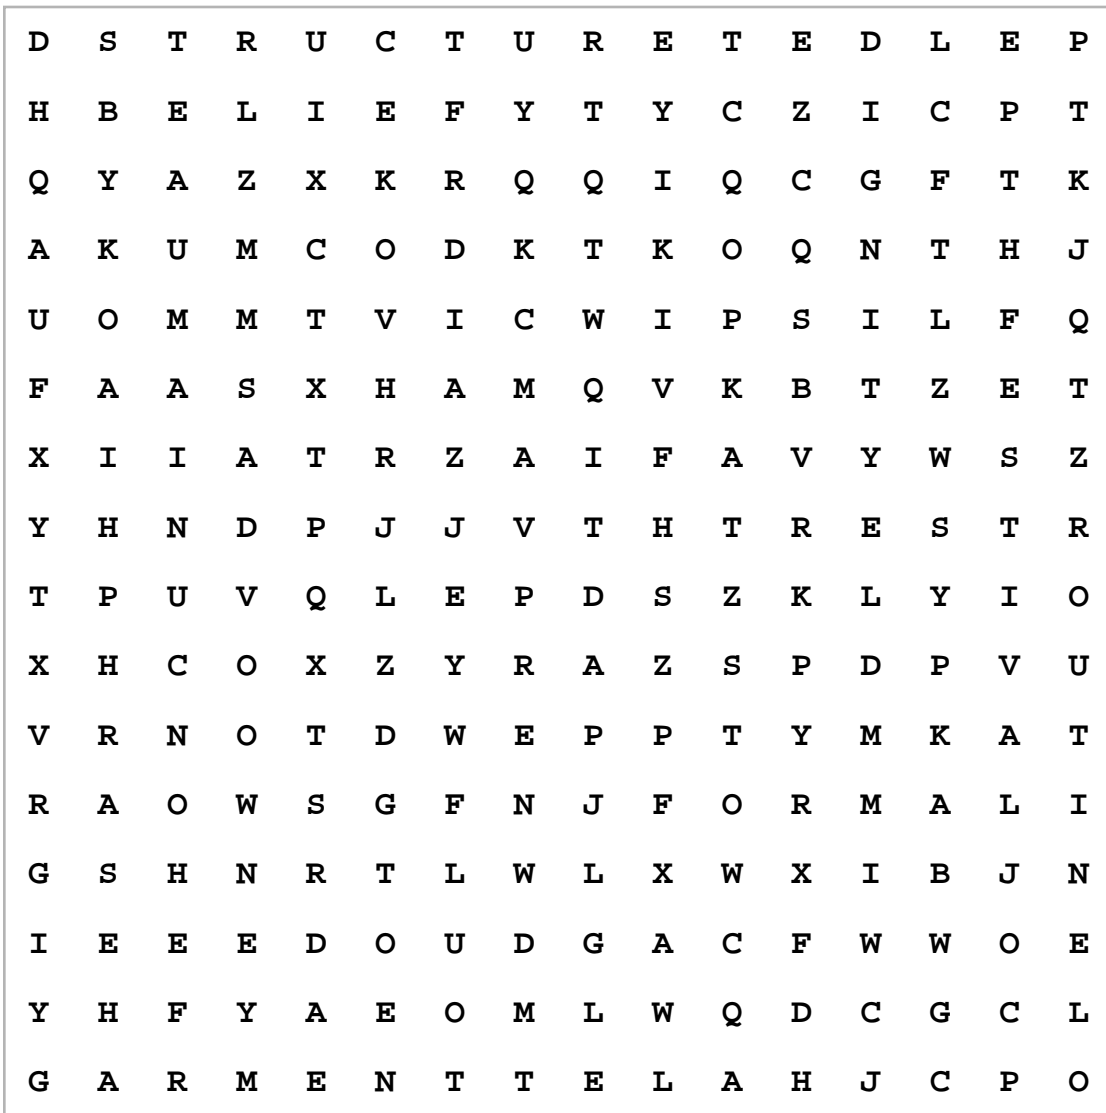 D S T R U C T U R E T E D L E P
H B E L I E F Y T Y C Z I C P T
Q Y A Z X K R Q Q I Q C G F T K
A K U M C O D K T K O Q N T H J
U O M M T V I C W I P S I L F Q
F A A S X H A M Q V K B T Z E T
X I I A T R Z A I F A V Y W S Z
Y H N D P J J V T H T R E S T R
T P U V Q L E P D S Z K L Y I O
X H C O X Z Y R A Z S P D P V U
V R N O T D W E P P T Y M K A T
R A O W S G F N J F O R M A L I
G S H N R T L W L X W X I B J N
I E E E D O U D G A C F W W O E
Y H F Y A E O M L W Q D C G C L
G A R M E N T T E L A H J C P O